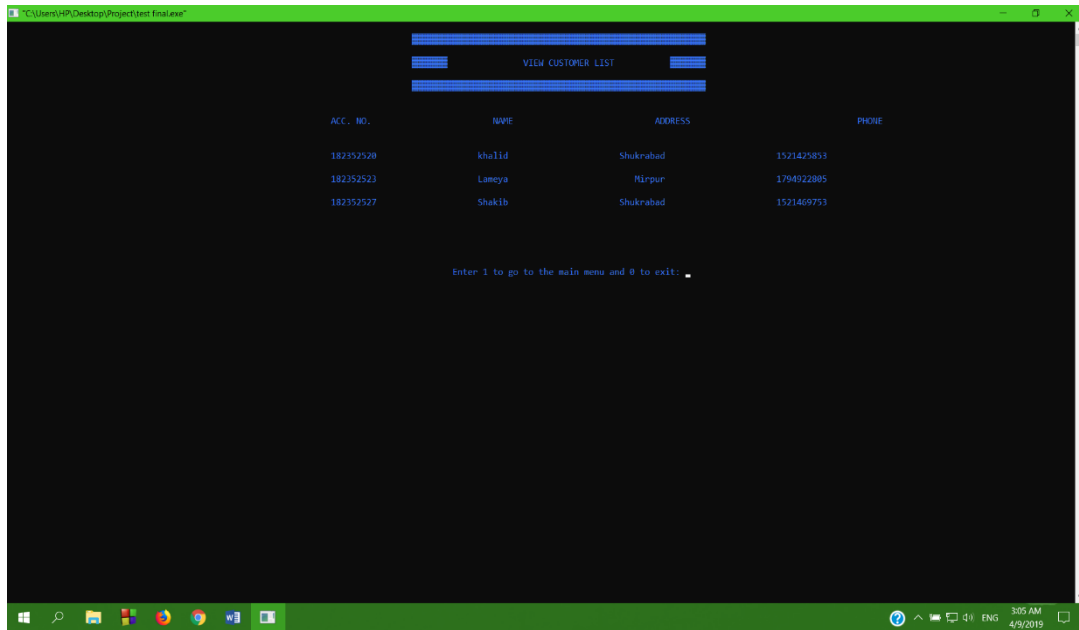 "C:\Users\HP\Desktop\Project\test final.exe"
VIEW CUSTOMER LIST
ACC. NO. NAME ADDRESS PHONE
182352520 khalid Shukrabad 1521425853
182352523 Lameya Mirpur 1794922805
182352527 Shakib Shukrabad 1521469753
Enter 1 to go to the main menu and 0 to exit:
ENG
3:05 AM
4/9/2019